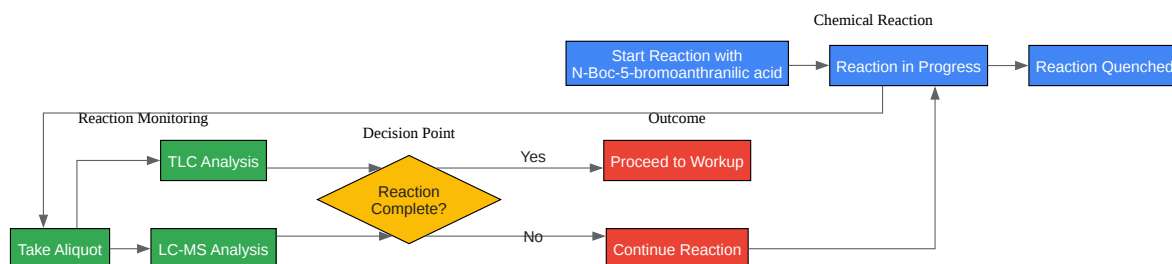 Chemical Reaction
Start Reaction with
N-Boc-5-bromoanthranilic acid
Reaction in Progress
Reaction Quenched
Reaction Monitoring
Decision Point
Outcome
TLC Analysis
Yes
Proceed to Workup
Reaction
Complete?
Take Aliquot
LC-MS Analysis
No
Continue Reaction